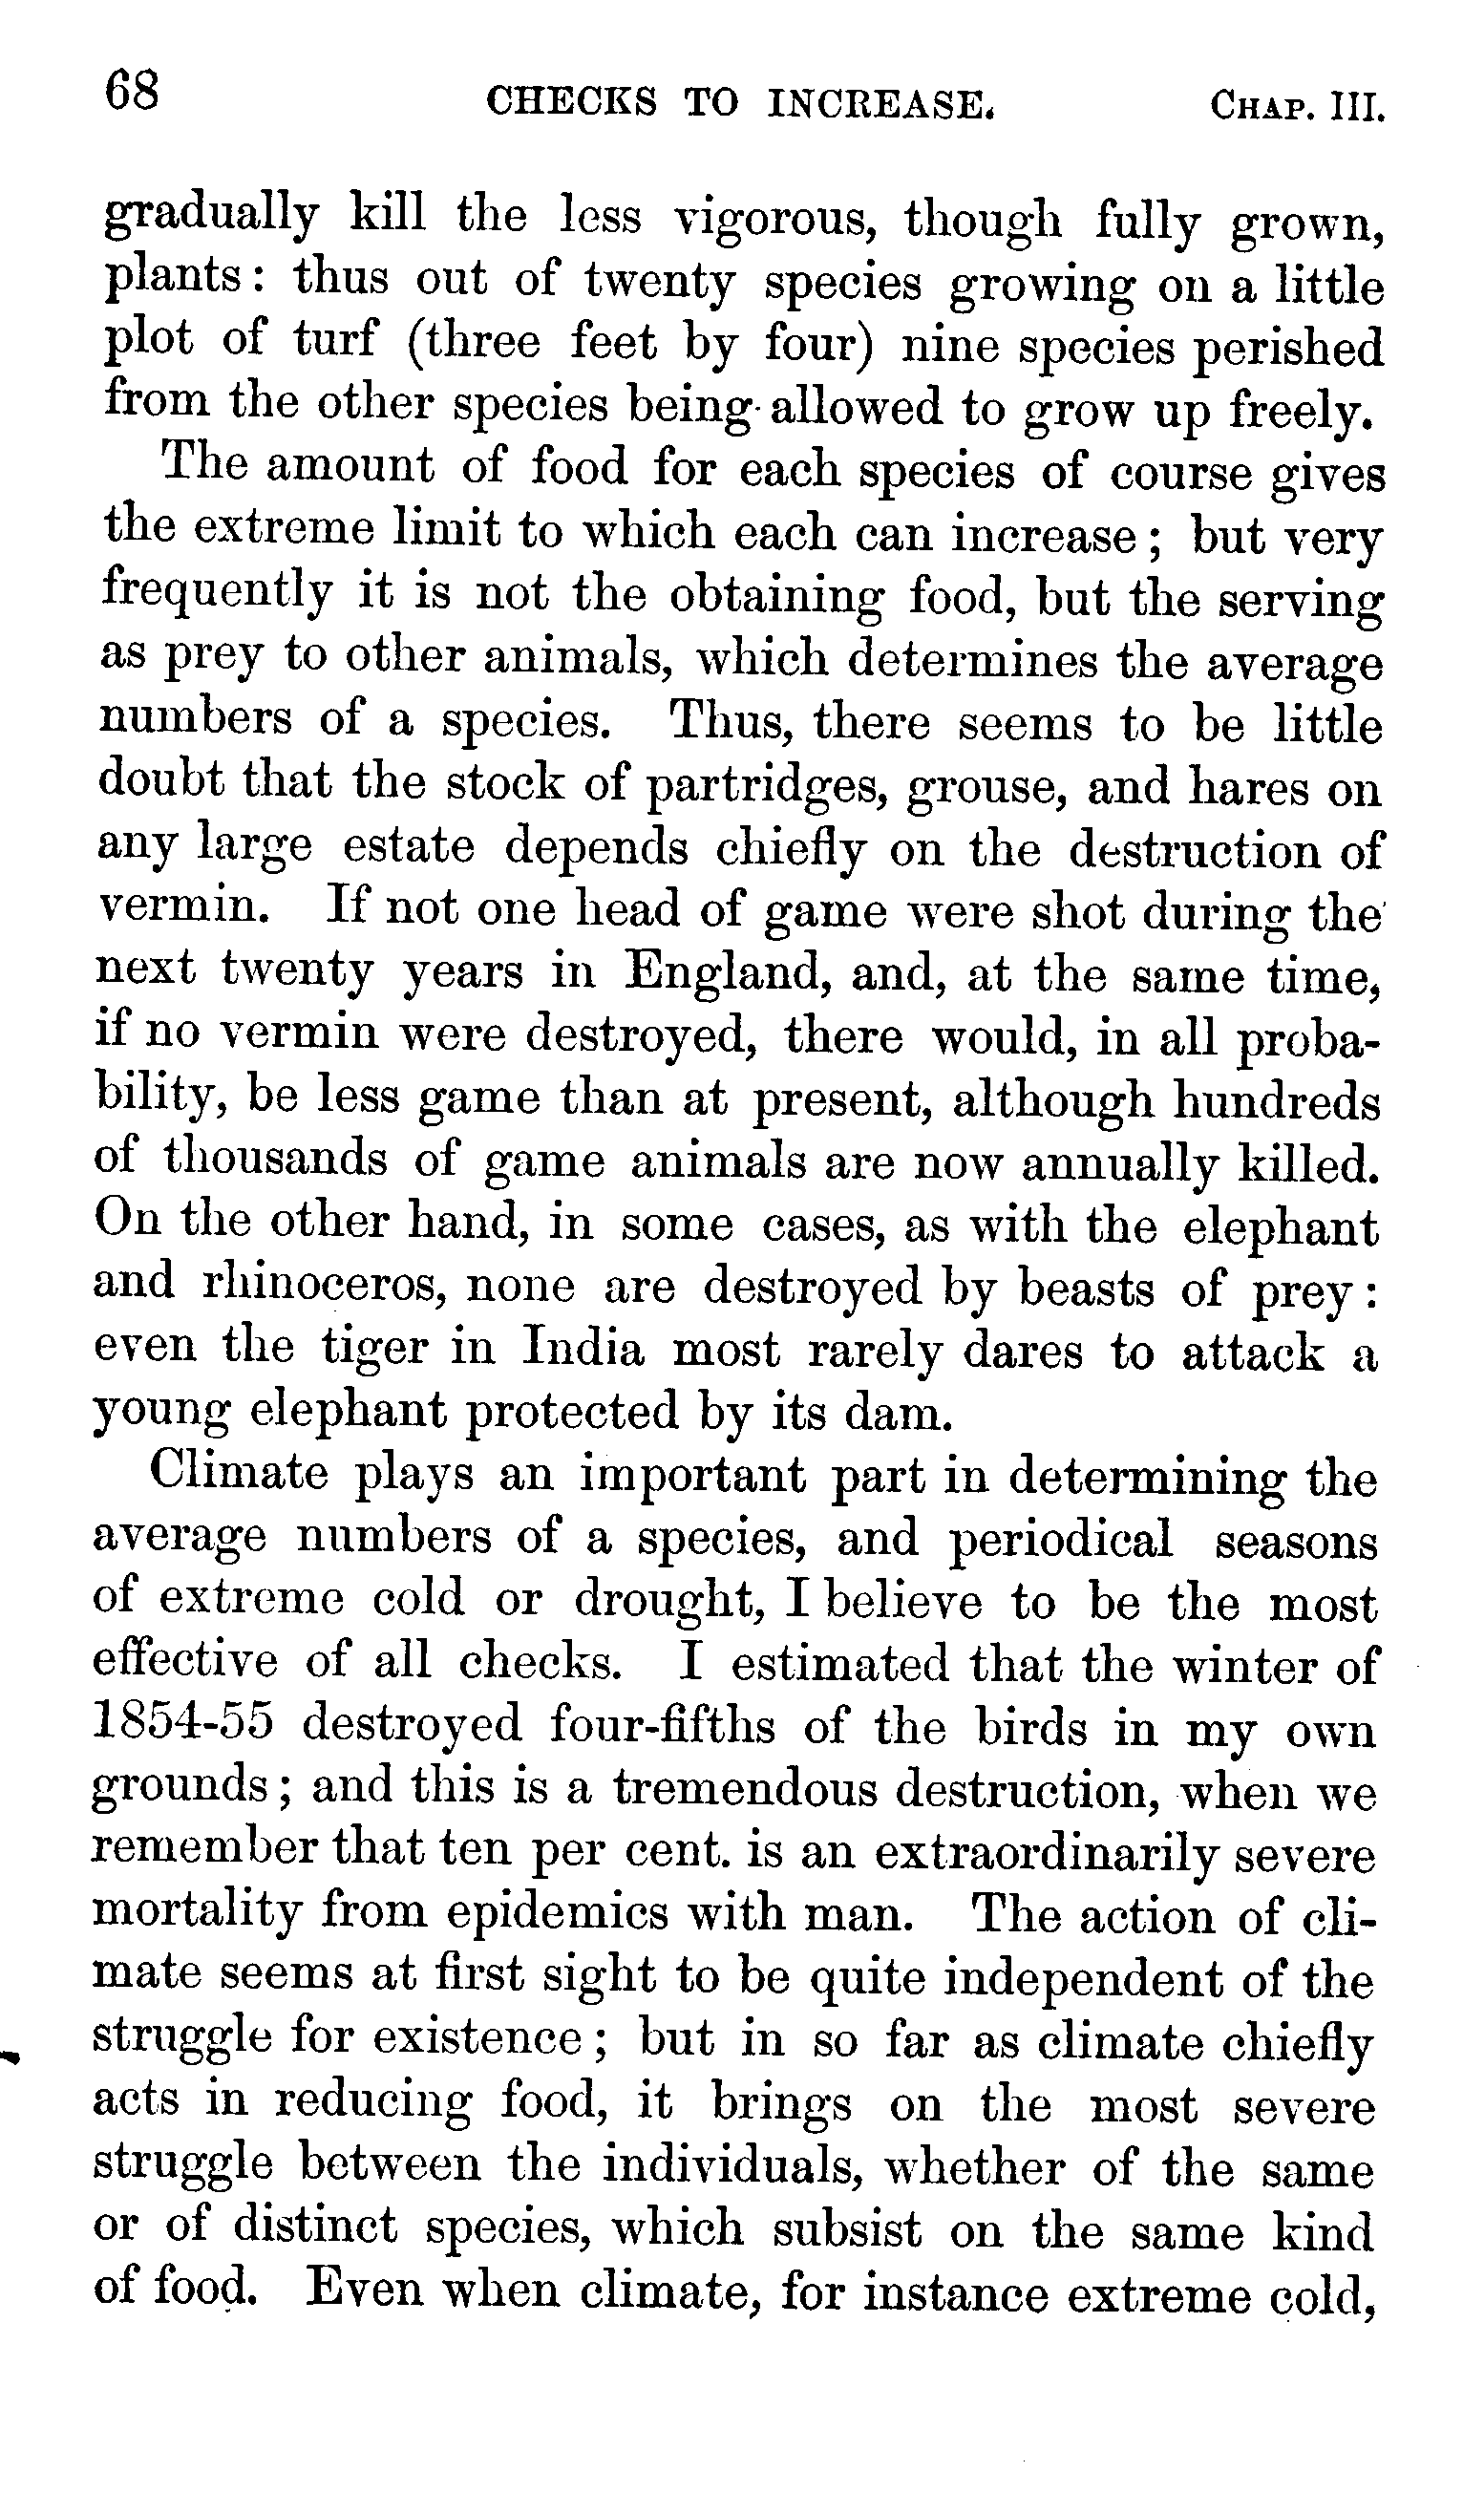 68 CHECKS TO INCREASE. CHAP. III.
gradually kill the less vigorous, though fully grown,
plants: thus out of twenty species growing on a little
plot of turf (three feet by four) nine species perished
from the other species being allowed to grow up freely.
The amount of food for each species of course gives
the extreme limit to which each can increase; but very
frequently it is not the obtaining food, but the serving
as prey to other animals, which determines the average
numbers of a species. Thus, there seems to be little
doubt that the stock of partridges, grouse, and hares on
any large estate depends chiefly on the destruction of
vermin. If not one head of game were shot during the
next twenty years in England, and, at the same time,
if no vermin were destroyed, there would, in all proba-
bility, be less game than at present, although hundreds
of thousands of game animals are now annually killed.
On the other hand, in some cases, as with the elephant
and rhinoceros, none are destroyed by beasts of prey:
even the tiger in India most rarely dares to attack a
young elephant protected by its dam.
Climate plays an important part in determining the
average numbers of a species, and periodical seasons
of extreme cold or drought, I believe to be the most
effective of all checks. I estimated that the winter of
1854-55 destroyed four-fifths of the birds in my own
grounds; and this is a tremendous destruction, when we
remember that ten per cent. is an extraordinarily severe
mortality from epidemics with man. The action of cli-
mate seems at first sight to be quite independent of the
struggle for existence; but in so far as climate chiefly
acts in reducing food, it brings on the most severe
struggle between the individuals, whether of the same
or of distinct species, which subsist on the same kind
of food. Even when climate, for instance extreme cold,